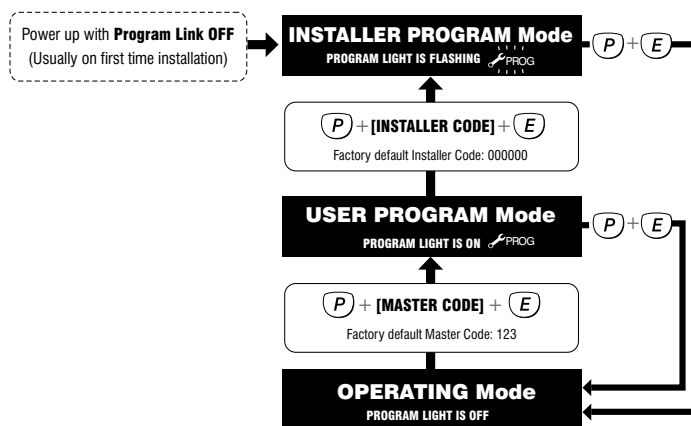 Power up with Program Link OFF
(Usually on first time installation)
INSTALLER PROGRAM Mode
PROGRAM LIGHT IS FLASHING PROG
P + E
P + [INSTALLER CODE] + E
Factory default Installer Code: 000000
USER PROGRAM Mode
PROGRAM LIGHT IS ON PROG
P + E
P + [MASTER CODE] + E
Factory default Master Code: 123
OPERATING Mode
PROGRAM LIGHT IS OFF